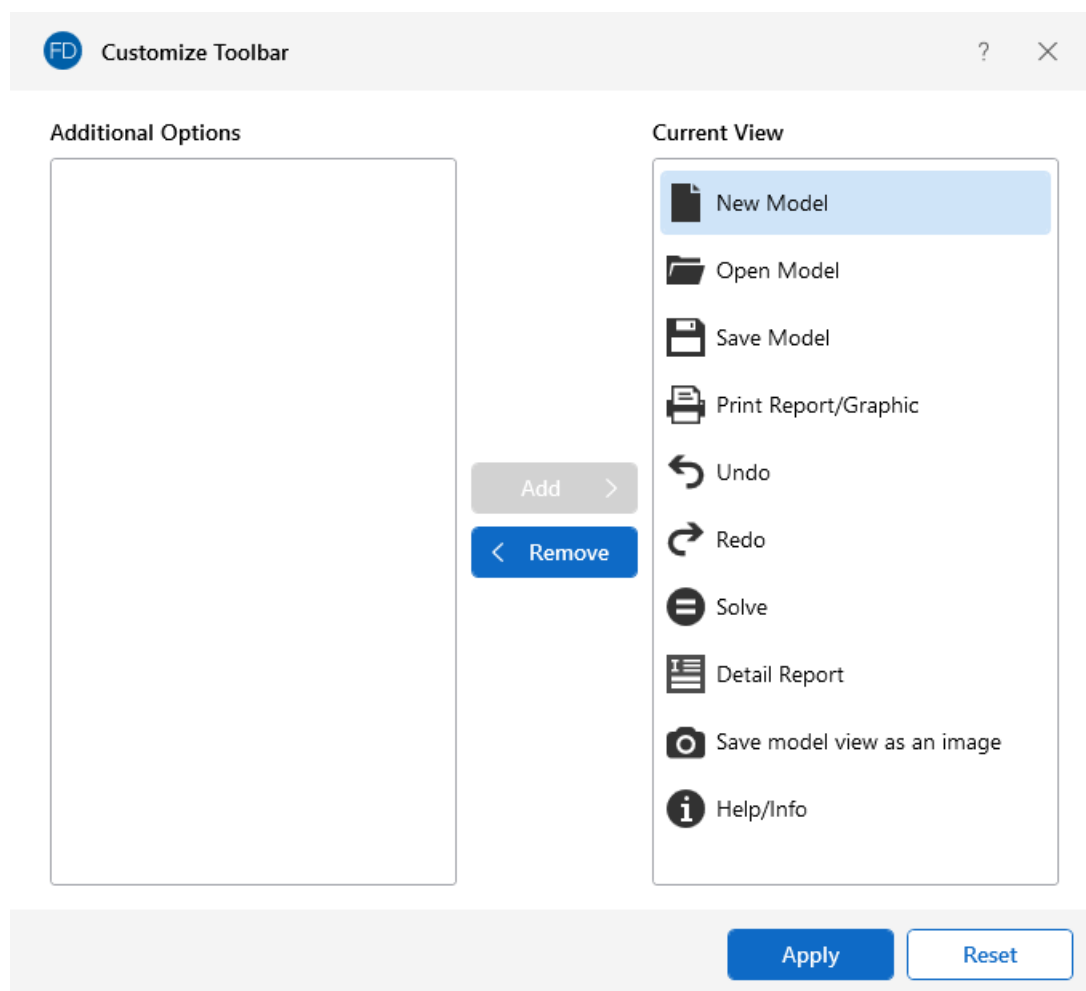 FD Customize Toolbar ?
Additional Options
Current View
New Model
Open Model
Save Model
Print Report/Graphic
Undo
Add
Remove
Redo
Solve
Detail Report
Save model view as an image
Help/Info
Apply
Reset